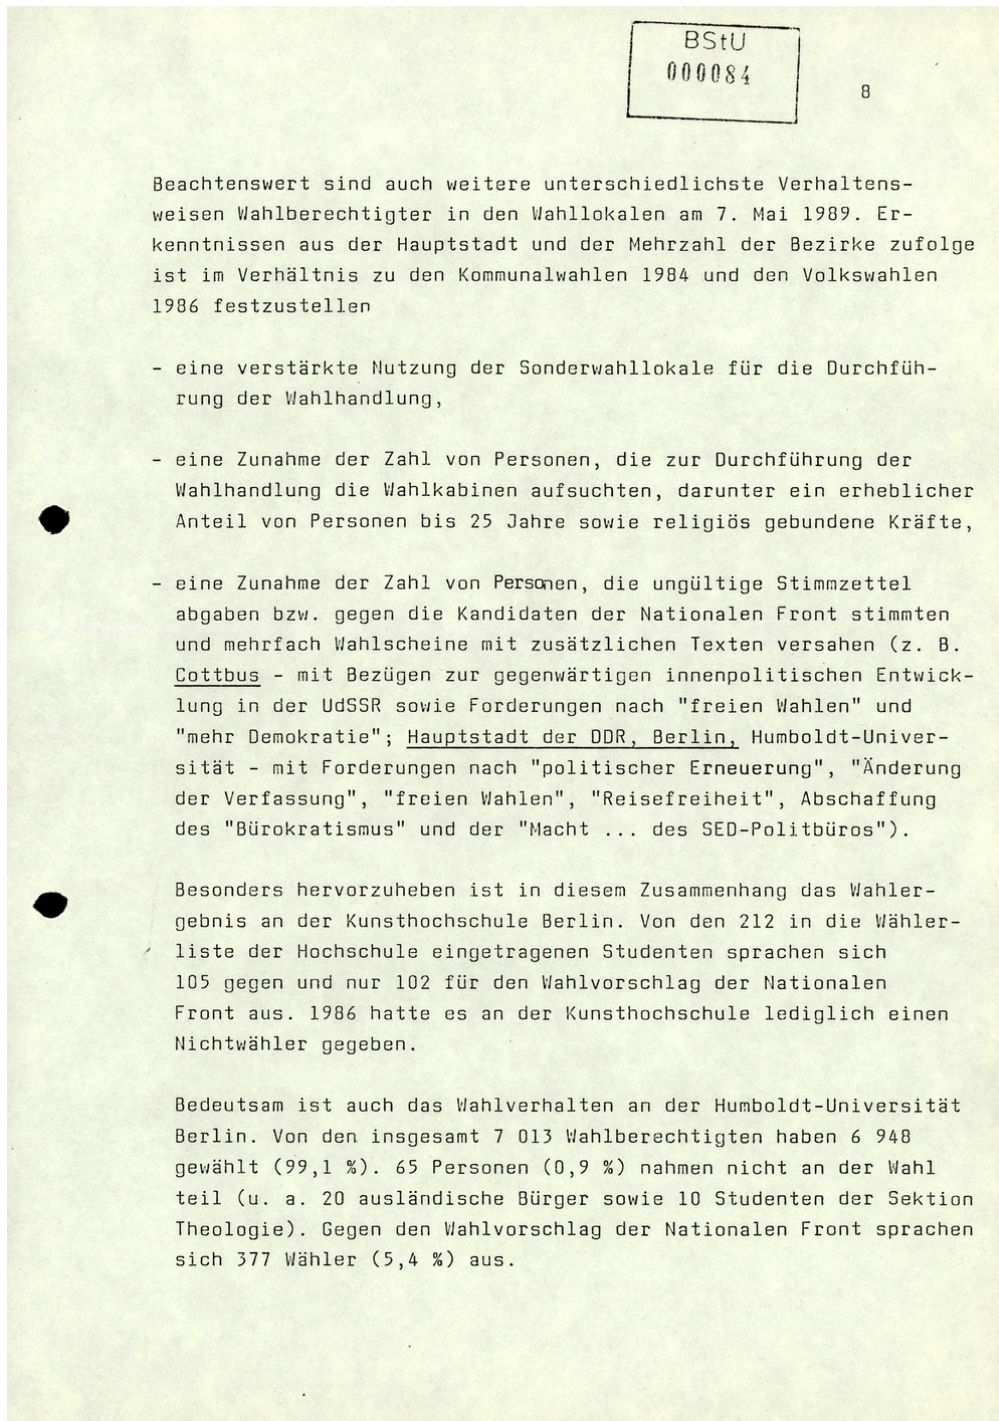 BStU
000084
8
Beachtenswert sind auch weitere unterschiedlichste Verhaltens-
weisen Wahlberechtigter in den Wahllokalen am 7. Mai 1989. Er-
kenntnissen aus der Hauptstadt und der Mehrzahl der Bezirke zufolge
ist im Verhältnis zu den Kommunalwahlen 1984 und den Volkswahlen
1986 festzustellen
- eine verstärkte Nutzung der Sonderwahllokale für die Durchfüh-
rung der Wahlhandlung,
- eine Zunahme der Zahl von Personen, die zur Durchführung der
Wahlhandlung die Wahlkabinen aufsuchten, darunter ein erheblicher
Anteil von Personen bis 25 Jahre sowie religiös gebundene Kräfte,
- eine Zunahme der Zahl von Personen, die ungültige Stimmzettel
abgaben bzw. gegen die Kandidaten der Nationalen Front stimmten
und mehrfach Wahlscheine mit zusätzlichen Texten versahen (z. B.
Cottbus - mit Bezügen zur gegenwärtigen innenpolitischen Entwick-
lung in der UdSSR sowie Forderungen nach "freien Wahlen" und
"mehr Demokratie"; Hauptstadt der DDR, Berlin, Humboldt-Univer-
sität - mit Forderungen nach "politischer Erneuerung", "Änderung
der Verfassung", "freien Wahlen", "Reisefreiheit", Abschaffung
des "Bürokratismus" und der "Macht ... des SED-Politbüros").
Besonders hervorzuheben ist in diesem Zusammenhang das Wahler-
gebnis an der Kunsthochschule Berlin. Von den 212 in die Wähler-
liste der Hochschule eingetragenen Studenten sprachen sich
105 gegen und nur 102 für den Wahlvorschlag der Nationalen
Front aus. 1986 hatte es an der Kunsthochschule lediglich einen
Nichtwähler gegeben.
Bedeutsam ist auch das Wahlverhalten an der Humboldt-Universität
Berlin. Von den insgesamt 7 013 Wahlberechtigten haben 6 948
gewählt (99,1 %). 65 Personen (0,9 %) nahmen nicht an der Wahl
teil (u. a. 20 ausländische Bürger sowie 10 Studenten der Sektion
Theologie). Gegen den Wahlvorschlag der Nationalen Front sprachen
sich 377 Wähler (5,4 %) aus.